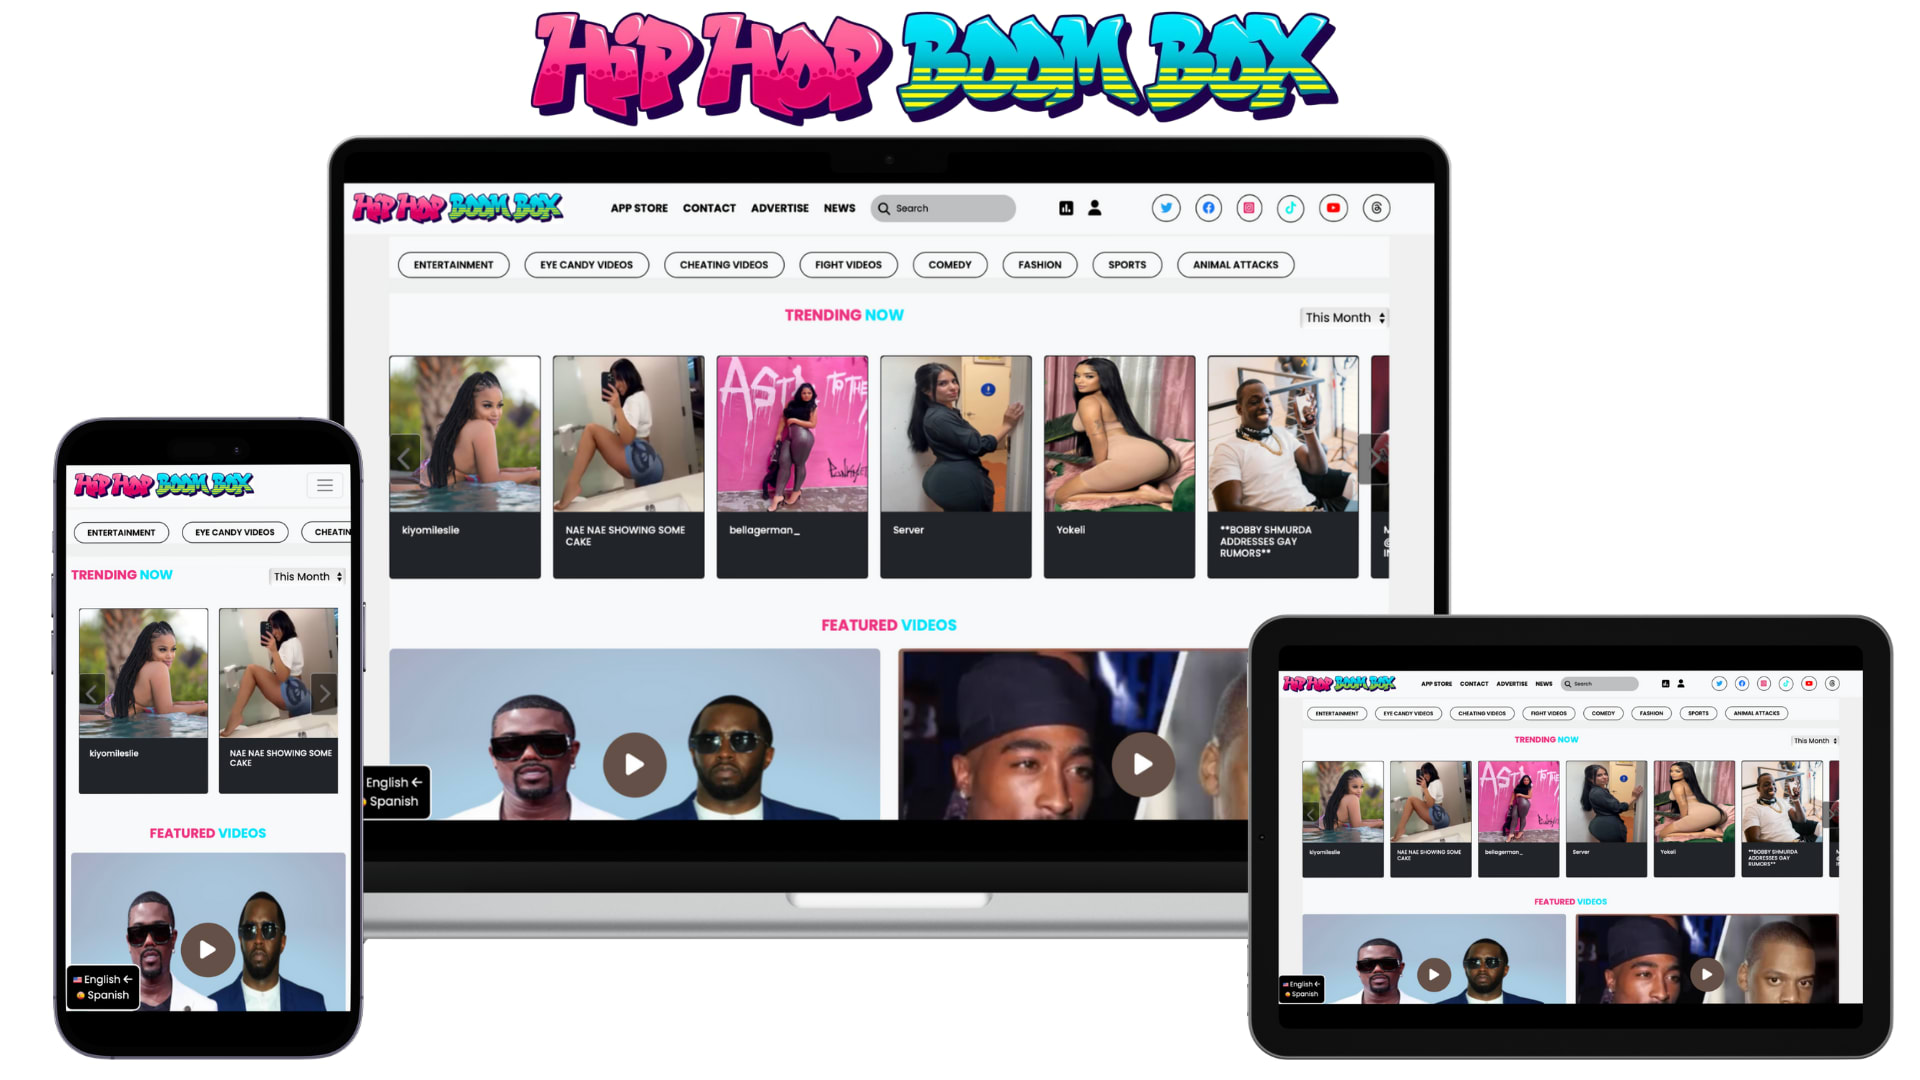 HIP HOP BOOM BOX
HIP HOP BOOM BOX
APP STORE CONTACT ADVERTISE NEWS Search
ENTERTAINMENT EYE CANDY VIDEOS CHEATING VIDEOS FIGHT VIDEOS COMEDY FASHION SPORTS ANIMAL ATTACKS
TRENDING NOW
This Month
kiyomileslie
NAE NAE SHOWING SOME
CAKE
bellagerman_
Server
Yokeli
**BOBBY SHMURDA
ADDRESSES GAY
RUMORS**
FEATURED VIDEOS
English ←
Spanish
HIP HOP BOOM BOX
ENTERTAINMENT EYE CANDY VIDEOS CHEATIN
TRENDING NOW
This Month
kiyomileslie
NAE NAE SHOWING SOME
CAKE
FEATURED VIDEOS
English ←
Spanish
HIP HOP BOOM BOX
APP STORE CONTACT ADVERTISE NEWS Search
ENTERTAINMENT EYE CANDY VIDEOS CHEATING VIDEOS FIGHT VIDEOS COMEDY FASHION SPORTS ANIMAL ATTACKS
TRENDING NOW
This Month
kiyomileslie
NAE NAE SHOWING SOME
CAKE
bellagerman_
Server
Yokeli
**BOBBY SHMURDA
ADDRESSES GAY
RUMORS**
FEATURED VIDEOS
English ←
Spanish